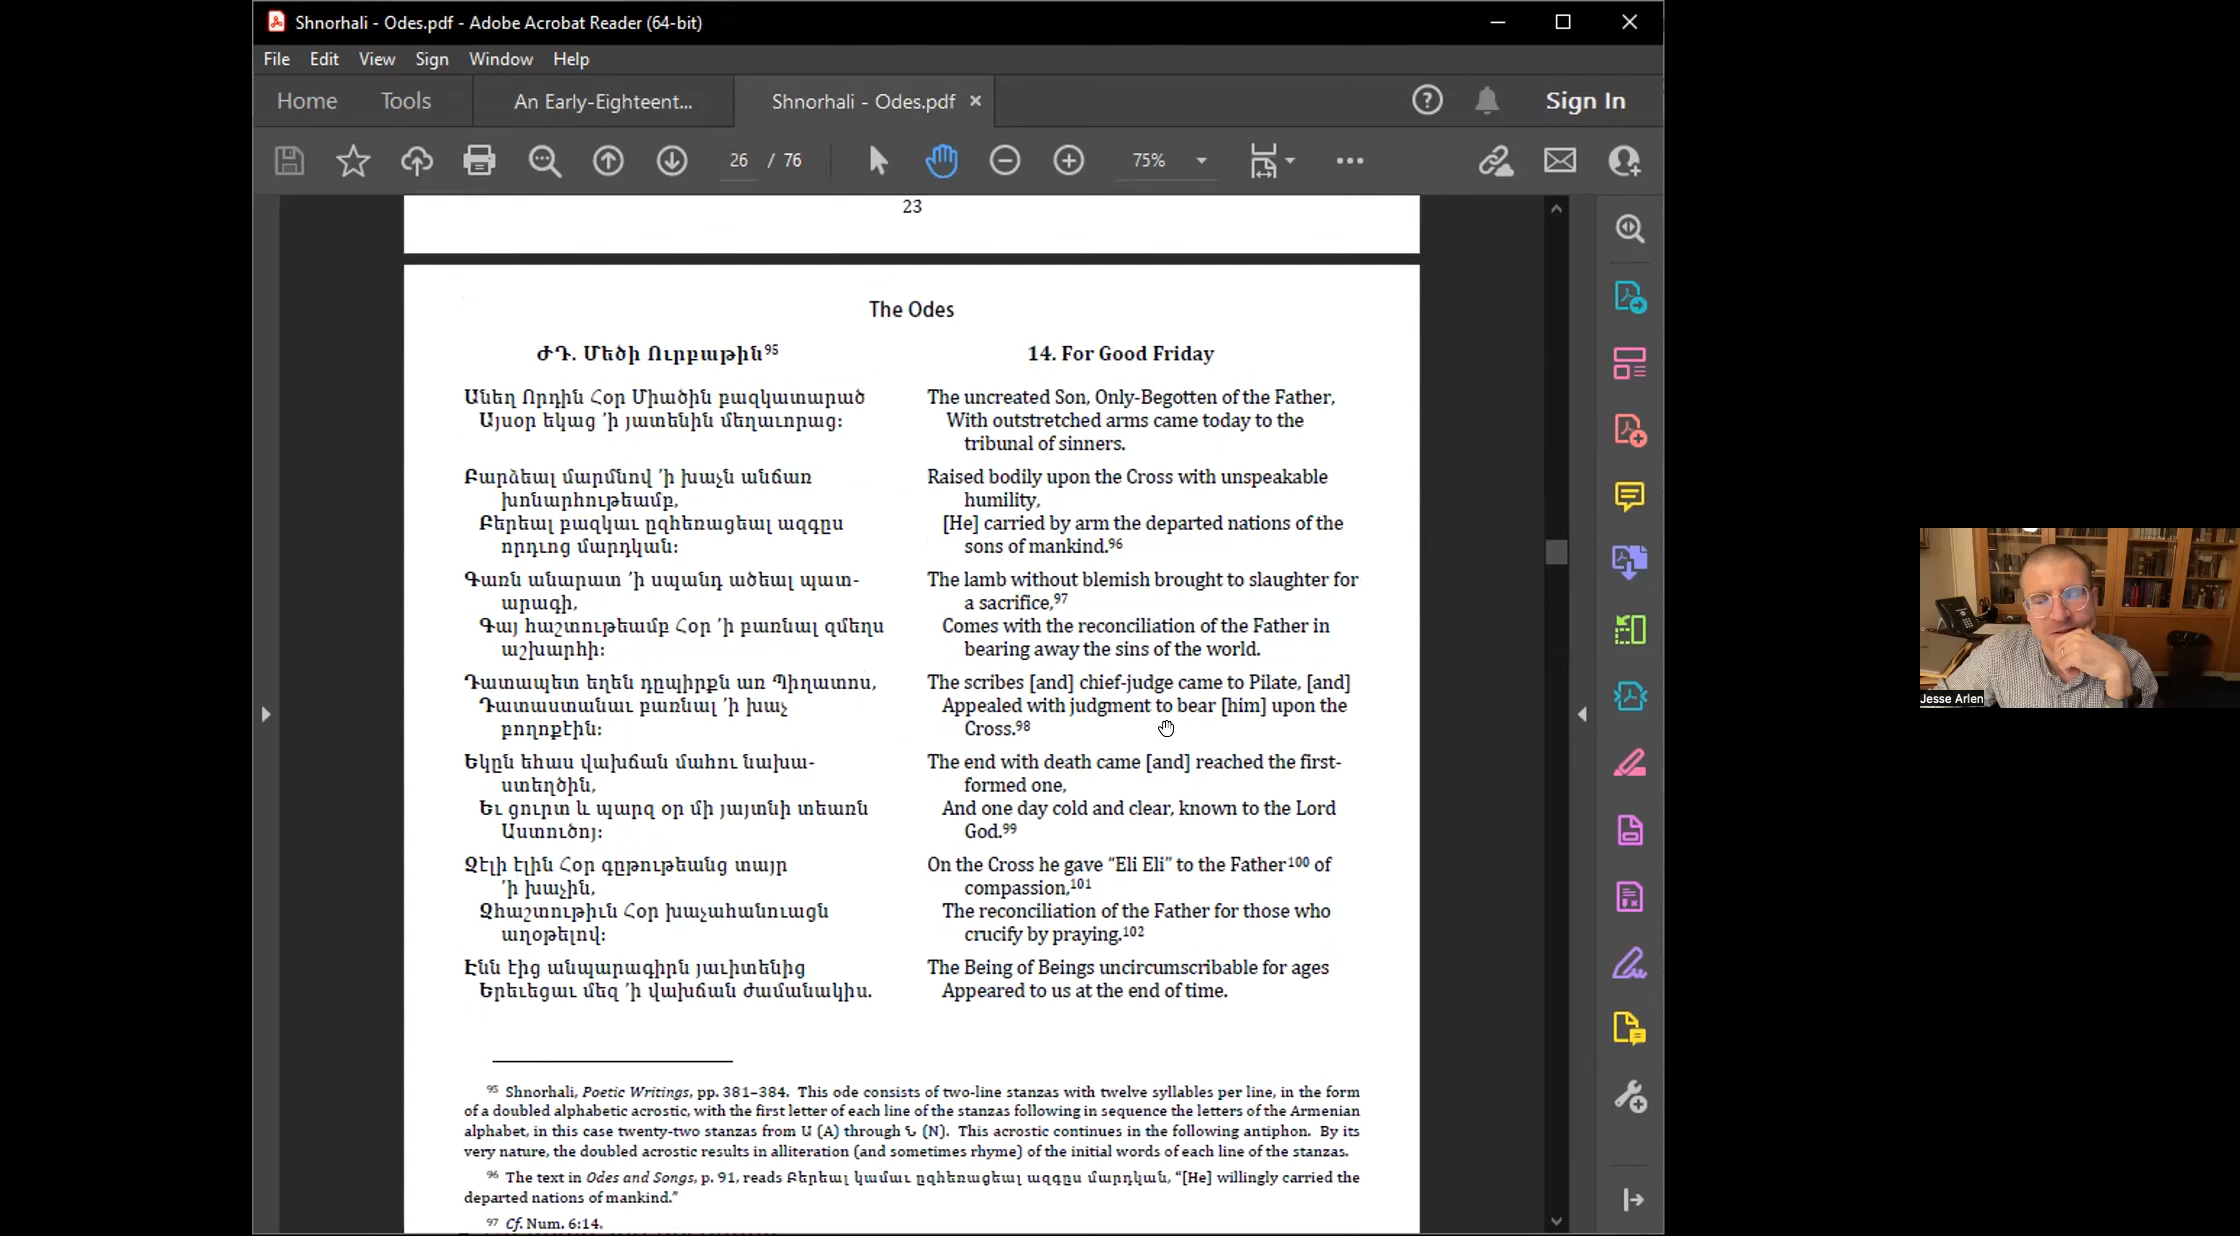 Shnorhali - Odes.pdf - Adobe Acrobat Reader (64-bit)
File Edit View Sign Window Help
Home Tools An Early-Eighteent... Shnorhali - Odes.pdf × Sign In
26 / 76 75%
23
The Odes
ԺԴ. Մեծի Ուրբաթին⁹⁵
Անեղ Որդին Հօր Միածին բազկատարած
Այսօր եկաց ՚ի յատենին մեղաւորաց։
Բարձեալ մարմնով ՚ի խաչն անճառ
խոնարհութեամբ,
Բերեալ բազկաւ ըզհեռացեալ ազգըս
որդւոց մարդկան։
Գառն անարատ ՚ի սպանդ ածեալ պատ-
արագի,
Գայ հաշտութեամբ Հօր ՚ի բառնալ զմեղս
աշխարհի։
Դատապետ եղեն դըպիրքն առ Պիղատոս,
Դատաստանաւ բառնալ ՚ի խաչ
բողոքէին։
Եկըն եհաս վախճան մահու նախա-
ստեղծին,
Եւ ցուրտ և պարզ օր մի յայտնի տեառն
Աստուծոյ։
Զէլի էլին Հօր գըթութեանց տայր
՚ի խաչին,
Զհաշտութիւն Հօր խաչահանուացն
աղօթելով։
Էնն էից անպարագիրն յաւիտենից
Երեւեցաւ մեզ ՚ի վախճան ժամանակիս.
14. For Good Friday
The uncreated Son, Only-Begotten of the Father,
With outstretched arms came today to the
tribunal of sinners.
Raised bodily upon the Cross with unspeakable
humility,
[He] carried by arm the departed nations of the
sons of mankind.⁹⁶
The lamb without blemish brought to slaughter for
a sacrifice,⁹⁷
Comes with the reconciliation of the Father in
bearing away the sins of the world.
The scribes [and] chief-judge came to Pilate, [and]
Appealed with judgment to bear [him] upon the
Cross.⁹⁸
The end with death came [and] reached the first-
formed one,
And one day cold and clear, known to the Lord
God.⁹⁹
On the Cross he gave “Eli Eli” to the Father¹⁰⁰ of
compassion,¹⁰¹
The reconciliation of the Father for those who
crucify by praying.¹⁰²
The Being of Beings uncircumscribable for ages
Appeared to us at the end of time.
⁹⁵ Shnorhali, Poetic Writings, pp. 381–384. This ode consists of two-line stanzas with twelve syllables per line, in the form
of a doubled alphabetic acrostic, with the first letter of each line of the stanzas following in sequence the letters of the Armenian
alphabet, in this case twenty-two stanzas from Ա (A) through Ն (N). This acrostic continues in the following antiphon. By its
very nature, the doubled acrostic results in alliteration (and sometimes rhyme) of the initial words of each line of the stanzas.
⁹⁶ The text in Odes and Songs, p. 91, reads Բերեալ կամաւ ըզհեռացեալ ազգըս մարդկան, “[He] willingly carried the
departed nations of mankind.”
⁹⁷ Cf. Num. 6:14.
Jesse Arlen